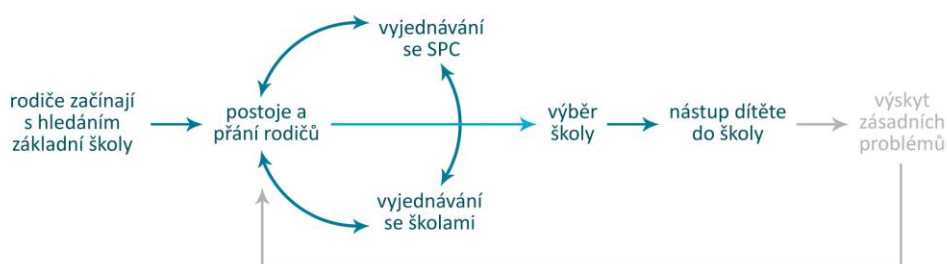 rodiče začínají
s hledáním
základní školy
postoje a
přání rodičů
vyjednávání
se SPC
vyjednávání
se školami
výběr
školy
nástup dítěte
do školy
výskyt
zásadních
problémů